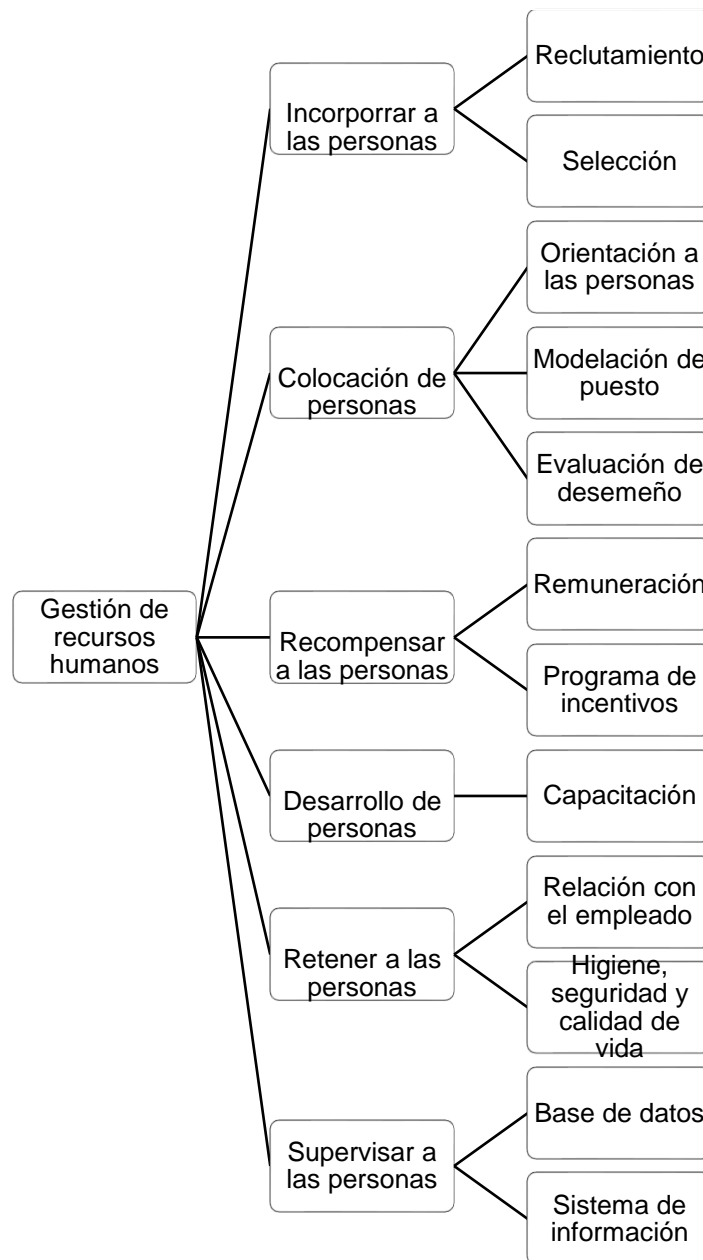 Reclutamiento
Incorporrar a
las personas
Selección
Orientación a
las personas
Colocación de
personas
Modelación de
puesto
Evaluación de
desemeño
Gestión de
recursos
humanos
Recompensar
a las personas
Remuneración
Programa de
incentivos
Desarrollo de
personas
Capacitación
Retener a las
personas
Relación con
el empleado
Higiene,
seguridad y
calidad de
vida
Supervisar a
las personas
Base de datos
Sistema de
información